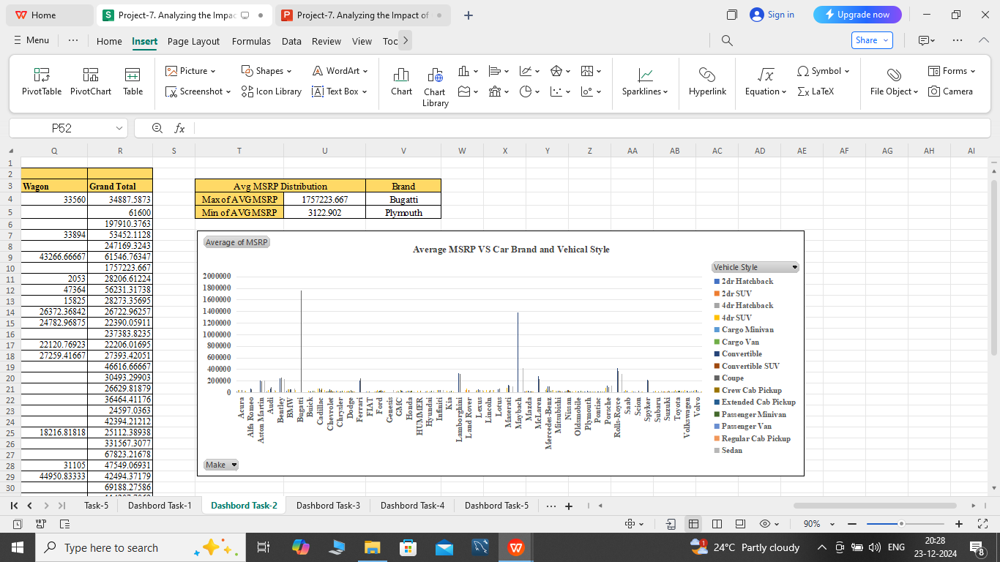 Home
Project-7. Analyzing the Impac
Project-7. Analyzing the Impact of
Sign in
Upgrade now
Menu
Home Insert Page Layout Formulas Data Review View Too
Share
PivotTable PivotChart Table
Picture Shapes WordArt
Screenshot Icon Library Text Box
Chart Chart Library
Sparklines Hyperlink
Equation Symbol LaTeX
File Object Forms Camera
P52
fx
Q R S T U V W X Y Z AA AB AC AD AE AF AG AH AI
1
2
3 Wagon Grand Total Avg MSRP Distribution Brand
4 33560 34887.5873 Max of AVG MSRP 1757223.667 Bugatti
5 61600 Min of AVG MSRP 3122.902 Plymouth
6 197910.3763
7 33894 53452.1128
8 247169.3243
9 43266.66667 61546.76347
10 1757223.667
11 2053 28206.61224
12 47364 56231.31738
13 15825 28273.35695
14 26372.36842 26722.96257
15 24782.96875 22390.05911
16 237383.8235
17 22120.76923 22206.01695
18 27259.41667 27393.42051
19 46616.66667
20 30493.29903
21 26629.81879
22 36464.41176
23 24597.0363
24 42394.21212
25 18216.81818 25112.38938
26 331567.3077
27 67823.21678
28 31105 47549.06931
29 44950.83333 42494.37179
30 69188.27586
Average of MSRP
Average MSRP VS Car Brand and Vehical Style
2000000
1800000
1600000
1400000
1200000
1000000
800000
600000
400000
200000
0
Acura
Alfa Romeo
Aston Martin
Audi
Bentley
BMW
Bugatti
Buick
Cadillac
Chevrolet
Chrysler
Dodge
Ferrari
FIAT
Ford
Genesis
GMC
Honda
HUMMER
Hyundai
Infiniti
Kia
Lamborghini
Land Rover
Lexus
Lincoln
Lotus
Maserati
Maybach
Mazda
McLaren
Mercedes-Benz
Mitsubishi
Nissan
Oldsmobile
Plymouth
Pontiac
Porsche
Rolls-Royce
Saab
Scion
Spyker
Subaru
Suzuki
Toyota
Volkswagen
Volvo
Make
Vehicle Style
2dr Hatchback
2dr SUV
4dr Hatchback
4dr SUV
Cargo Minivan
Cargo Van
Convertible
Convertible SUV
Coupe
Crew Cab Pickup
Extended Cab Pickup
Passenger Minivan
Passenger Van
Regular Cab Pickup
Sedan
Task-5 Dashbord Task-1 Dashbord Task-2 Dashbord Task-3 Dashbord Task-4 Dashbord Task-5
90%
Type here to search
24°C Partly cloudy
ENG
20:28
23-12-2024
8